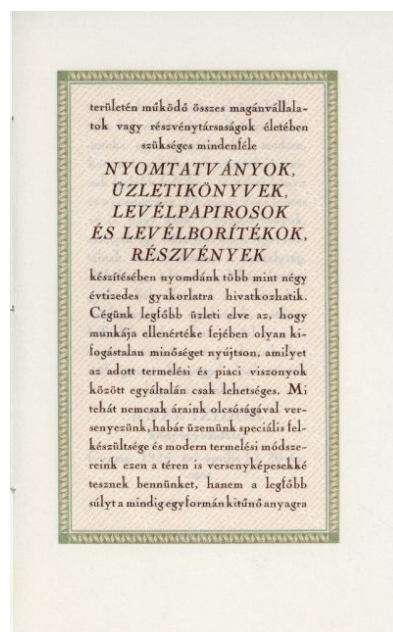 területén működő összes magánvállala-
tok vagy részvénytársaságok életében
szükséges mindenféle
NYOMTATVÁNYOK,
ÜZLETIKÖNYVEK,
LEVÉLPAPIROSOK
ÉS LEVÉLBORÍTÉKOK,
RÉSZVÉNYEK
készítésében nyomdánk több mint négy
évtizedes gyakorlatra hivatkozhatik.
Cégünk legfőbb üzleti elve az, hogy
munkája ellenértéke fejében olyan ki-
fogástalan minőséget nyújtson, amilyet
az adott termelési és piaci viszonyok
között egyáltalán csak lehetséges. Mi
tehát nemcsak áraink olcsóságával ver-
senyezünk, habár üzemünk speciális fel-
készültsége és modern termelési módsze-
reink ezen a téren is versenyképesekké
tesznek bennünket, hanem a legfőbb
súlyt a mindig egyformán kitűnő anyagra